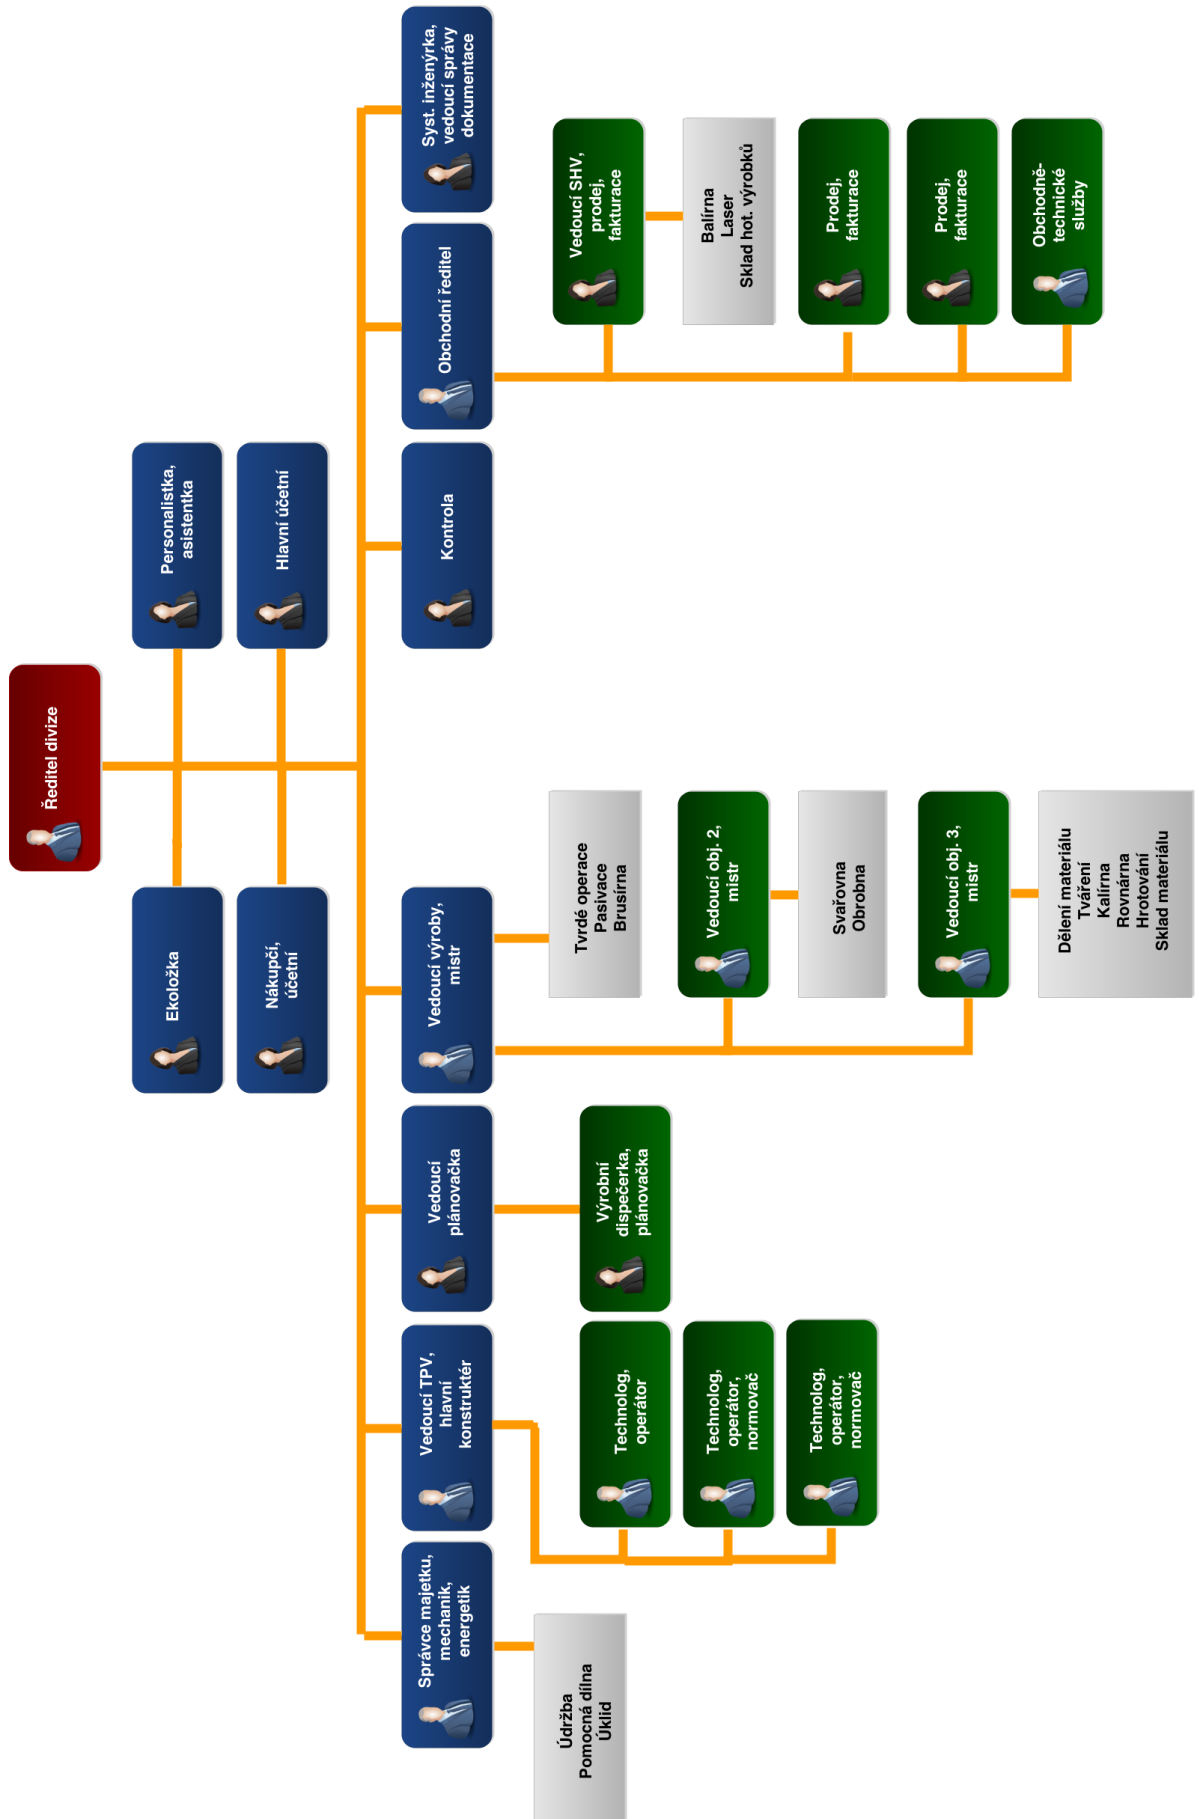 Ředitel divize
Ekoložka
Personalistka,
asistentka
Nákupčí,
účetní
Hlavní účetní
Správce majetku,
mechanik,
energetik
Vedoucí TPV,
hlavní
konstruktér
Vedoucí
plánovačka
Vedoucí výroby,
mistr
Kontrola
Obchodní ředitel
Syst. inženýrka,
vedoucí správy
dokumentace
Údržba
Pomocná dílna
Úklid
Technolog,
operátor
Technolog,
operátor,
normovač
Technolog,
operátor,
normovač
Výrobní
dispečerka,
plánovačka
Tvrdé operace
Pasivace
Brusírna
Vedoucí obj. 2,
mistr
Svařovna
Obrobna
Vedoucí obj. 3,
mistr
Dělení materiálu
Tváření
Kalírna
Rovnárna
Hrotování
Sklad materiálu
Vedoucí SHV,
prodej,
fakturace
Balírna
Laser
Sklad hot. výrobků
Prodej,
fakturace
Prodej,
fakturace
Obchodně-
technické
služby